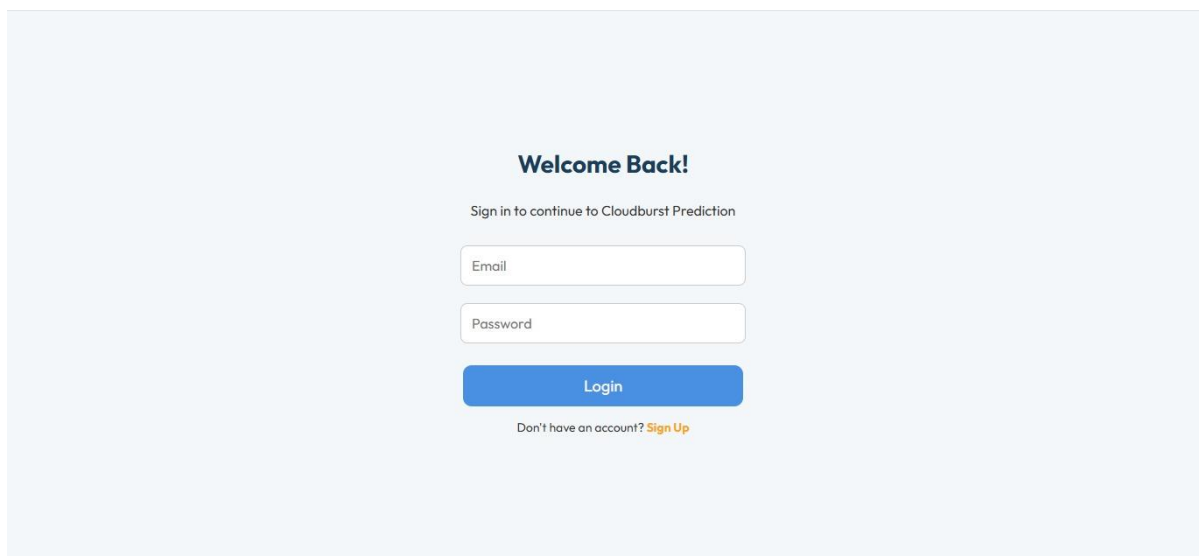 Welcome Back!
Sign in to continue to Cloudburst Prediction
Email
Password
Login
Don't have an account? Sign Up